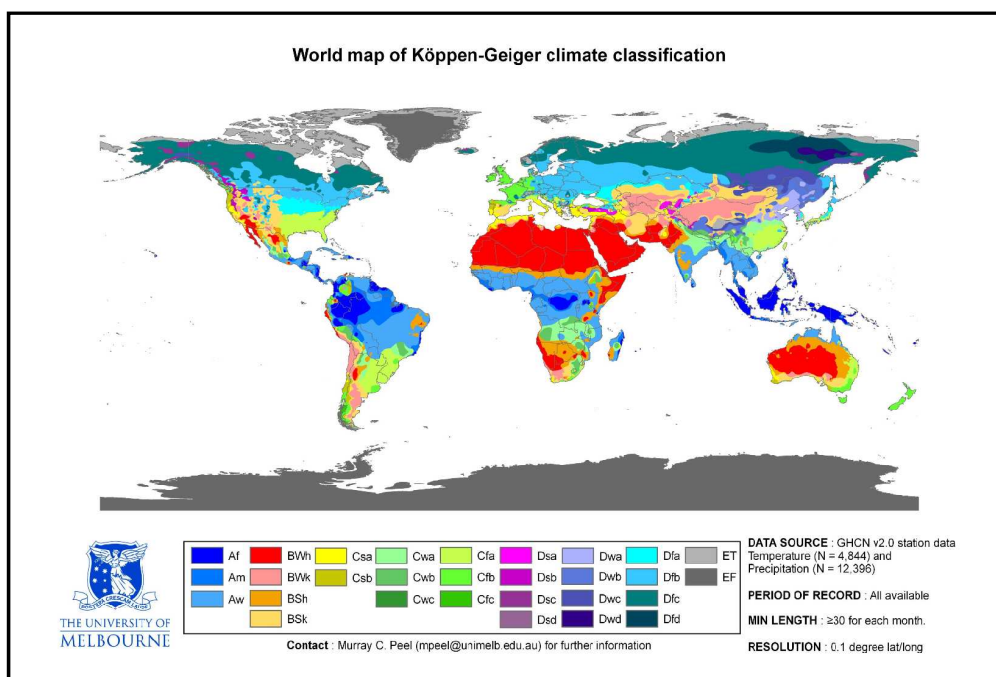 World map of Köppen-Geiger climate classification
THE UNIVERSITY OF
MELBOURNE
Af
Am
Aw
BWh
BWk
BSh
BSk
Csa
Csb
Cwa
Cwb
Cwc
Cfa
Cfb
Cfc
Dsa
Dsb
Dsc
Dsd
Dwa
Dwb
Dwc
Dwd
Dfa
Dfb
Dfc
Dfd
ET
EF
Contact : Murray C. Peel (mpeel@unimelb.edu.au) for further information
DATA SOURCE : GHCN v2.0 station data
Temperature (N = 4,844) and
Precipitation (N = 12,396)
PERIOD OF RECORD : All available
MIN LENGTH : ≥30 for each month.
RESOLUTION : 0.1 degree lat/long